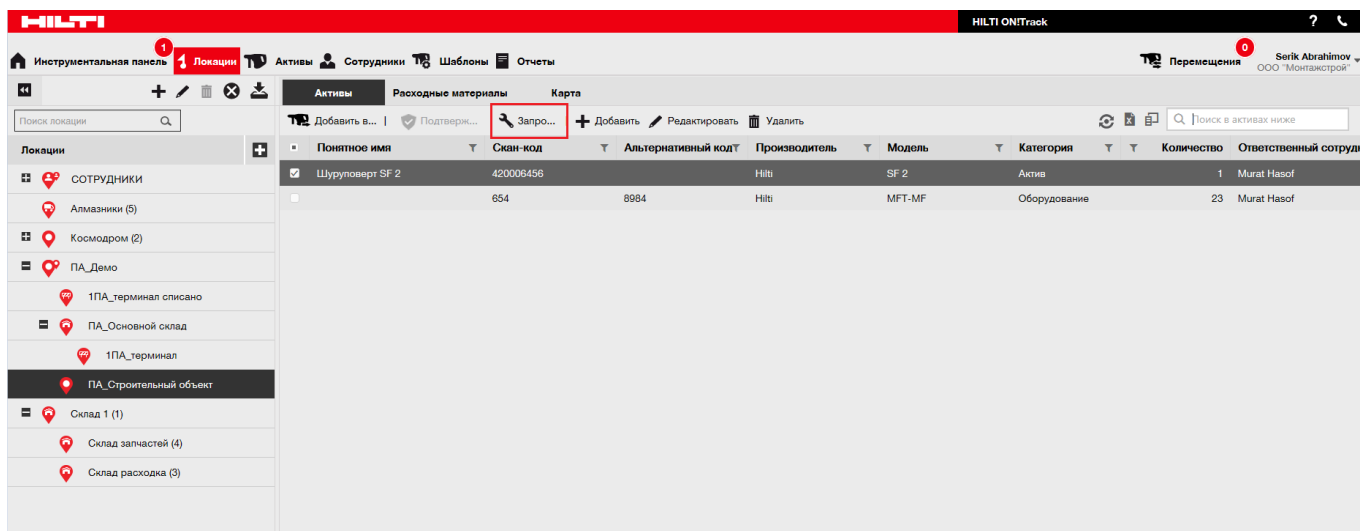 HILTI
HILTI ON!Track ?
Инструментальная панель 1 Локации Активы Сотрудники Шаблоны Отчеты Перемещения 0 Serik Abrahimov
ООО "Монтажстрой"
Активы Расходные материалы Карта
Поиск локации Добавить в... | Подтверж... Запро... Добавить Редактировать Удалить Поиск в активах ниже
Локации Понятное имя Скан-код Альтернативный код Производитель Модель Категория Количество Ответственный сотруд
СОТРУДНИКИ Шуруповерт SF 2 420006456 Hilti SF 2 Актив 1 Murat Hasof
Алмазники (5) 654 8984 Hilti MFT-MF Оборудование 23 Murat Hasof
Космодром (2)
ПА_Демо
1ПА_терминал списано
ПА_Основной склад
1ПА_терминал
ПА_Строительный объект
Склад 1 (1)
Склад запчастей (4)
Склад расходка (3)